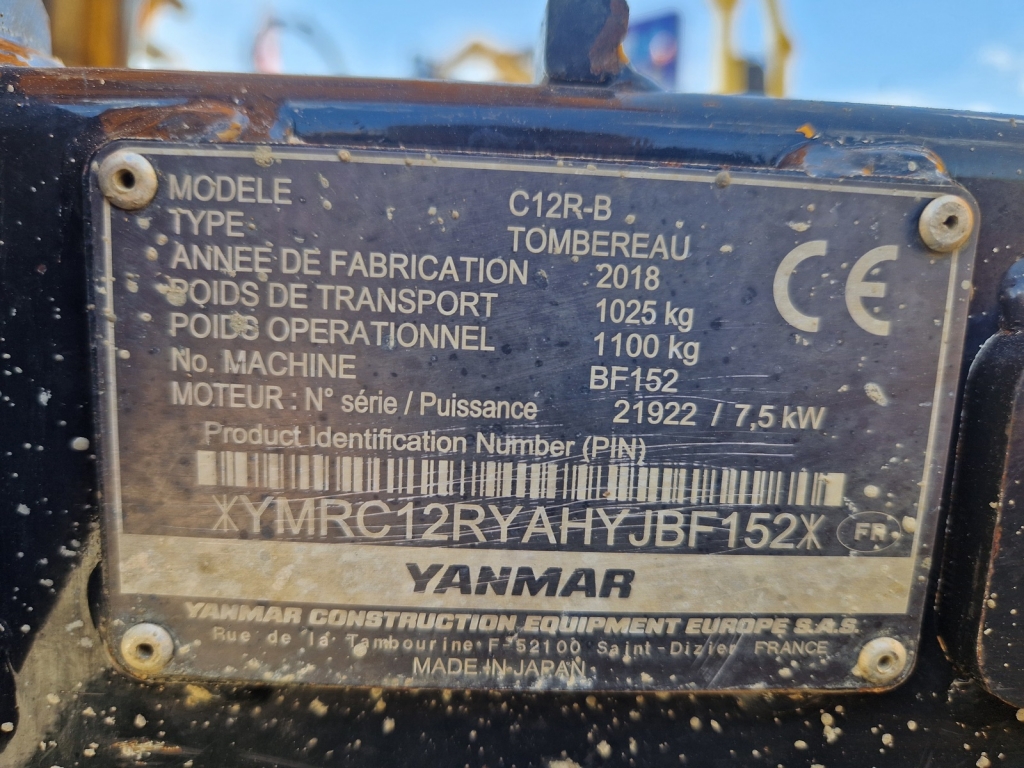 MODELE C12R-B
TYPE TOMBEREAU
ANNEE DE FABRICATION 2018
POIDS DE TRANSPORT 1025 kg
POIDS OPERATIONNEL 1100 kg
No. MACHINE BF152
MOTEUR : N° série / Puissance 21922 / 7,5 kW
CE
Product Identification Number (PIN)
*YMRC12RYAHYJBF152*
FR
YANMAR
YANMAR CONSTRUCTION EQUIPMENT EUROPE S.A.S.
Rue de la Tambourine F-52100 Saint-Dizier FRANCE
MADE IN JAPAN